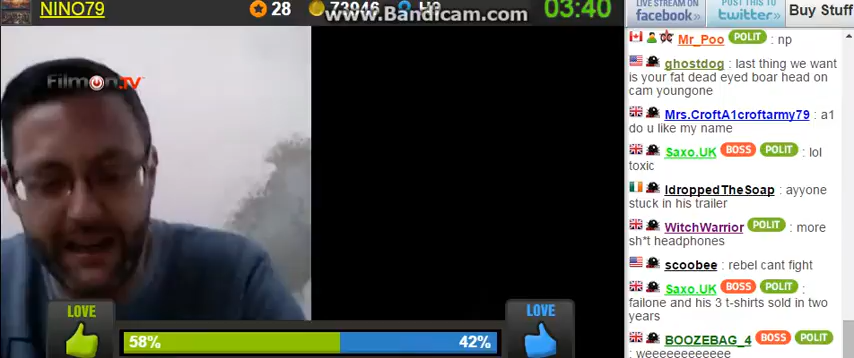 NINO79
28
73046
www.Bandicam.com
03:40
LIVE STREAM ON
facebook»
POST THIS TO
twitter»
Buy Stuff
Filmon.TV
Mr_Poo POLIT : np
ghostdog : last thing we want
is your fat dead eyed boar head on
cam youngone
Mrs.CroftA1croftarmy79 : a1
do u like my name
Saxo.UK BOSS POLIT : lol
toxic
IdroppedTheSoap : ayyone
stuck in his trailer
WitchWarrior POLIT : more
sh*t headphones
scoobee : rebel cant fight
Saxo.UK BOSS POLIT :
failone and his 3 t-shirts sold in two
years
BOOZEBAG_4 BOSS POLIT
: weeeeeeeeeeee
LOVE
58%
42%
LOVE